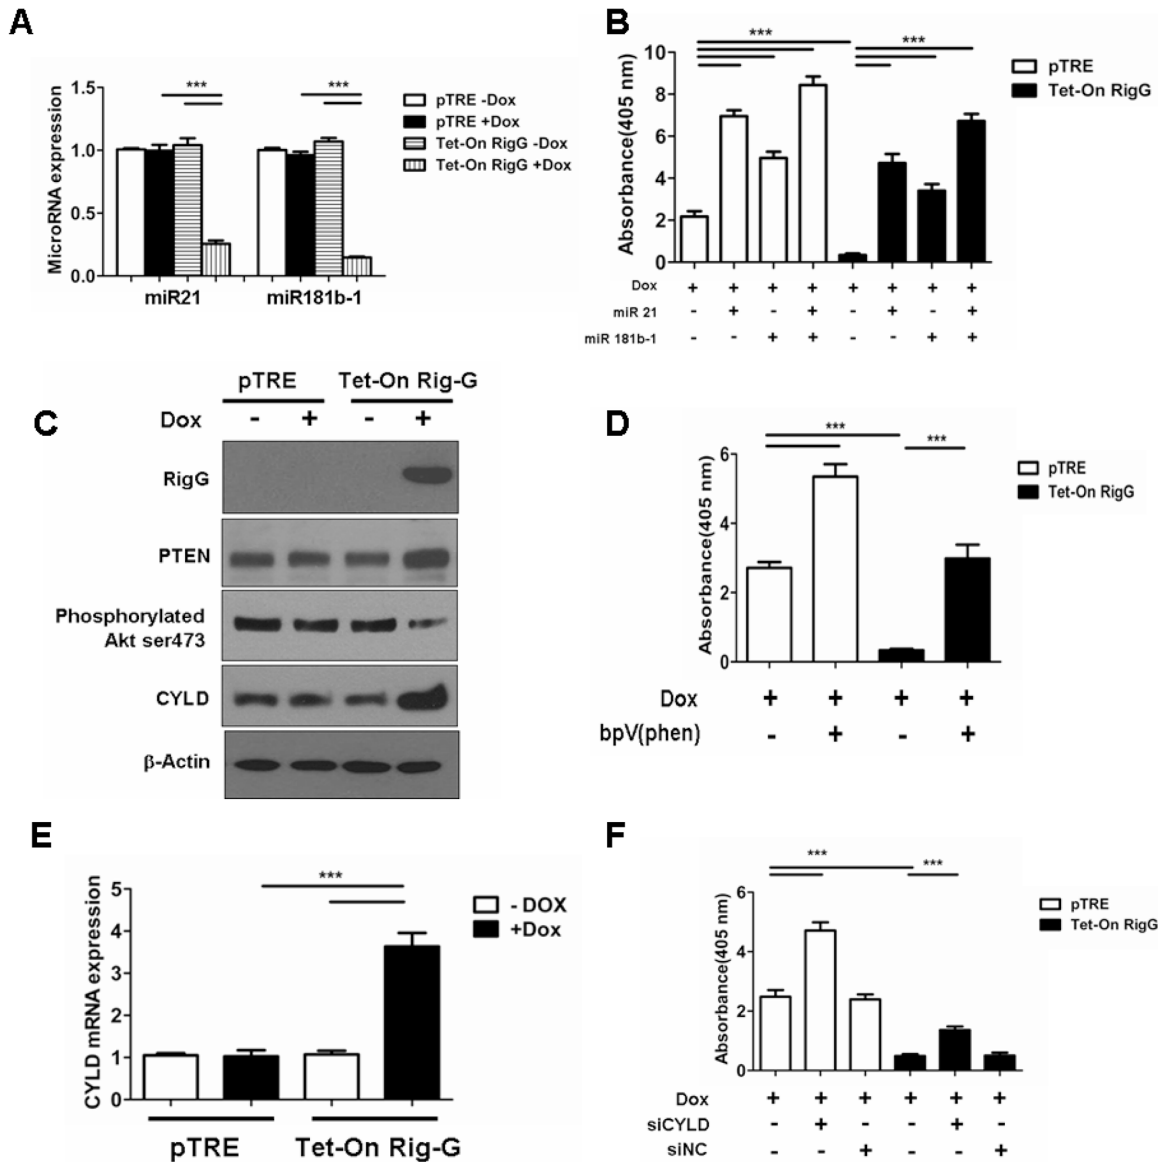 A
MicroRNA expression
1.5
1.0
0.5
0.0
***
***
miR21
miR181b-1
pTRE -Dox
pTRE +Dox
Tet-On RigG -Dox
Tet-On RigG +Dox
B
Absorbance(405 nm)
10
8
6
4
2
0
***
***
pTRE
Tet-On RigG
Dox + + + + + + + +
miR 21 - + - + - + - +
miR 181b-1 - - + + - - + +
C
pTRE Tet-On Rig-G
Dox - + - +
RigG
PTEN
Phosphorylated
Akt ser473
CYLD
β-Actin
D
Absorbance(405 nm)
6
4
2
0
***
***
pTRE
Tet-On RigG
Dox + + + +
bpV(phen) - + - +
E
CYLD mRNA expression
5
4
3
2
1
0
***
- DOX
+Dox
pTRE Tet-On Rig-G
F
Absorbance(405 nm)
6
4
2
0
***
***
pTRE
Tet-On RigG
Dox + + + + + +
siCYLD - + - - + -
siNC - - + - - +